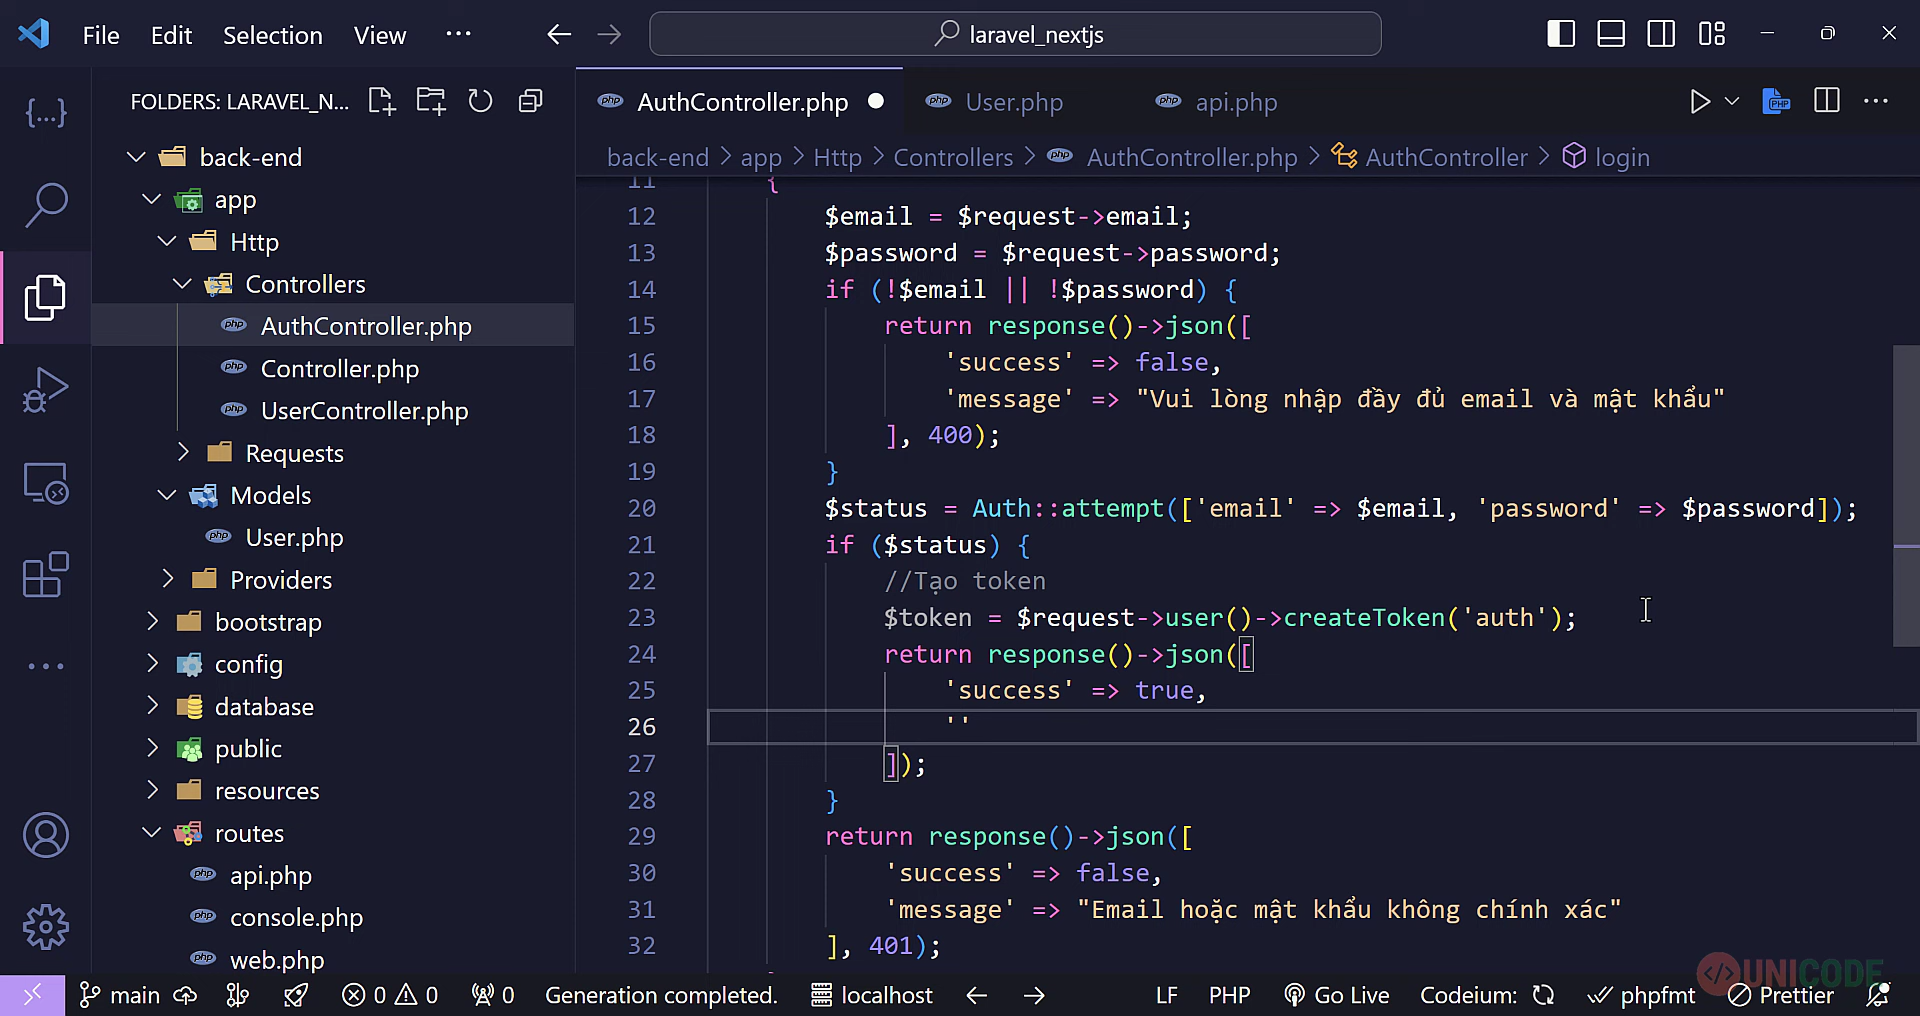 File Edit Selection View ··· laravel_nextjs
FOLDERS: LARAVEL_N...
back-end
app
Http
Controllers
AuthController.php
Controller.php
UserController.php
Requests
Models
User.php
Providers
bootstrap
config
database
public
resources
routes
api.php
console.php
web.php
AuthController.php User.php api.php
back-end > app > Http > Controllers > AuthController.php > AuthController > login
11 {
12 $email = $request->email;
13 $password = $request->password;
14 if (!$email || !$password) {
15 return response()->json([
16 'success' => false,
17 'message' => "Vui lòng nhập đầy đủ email và mật khẩu"
18 ], 400);
19 }
20 $status = Auth::attempt(['email' => $email, 'password' => $password]);
21 if ($status) {
22 //Tạo token
23 $token = $request->user()->createToken('auth');
24 return response()->json([
25 'success' => true,
26 ''
27 ]);
28 }
29 return response()->json([
30 'success' => false,
31 'message' => "Email hoặc mật khẩu không chính xác"
32 ], 401);
UNICODE
main 0 0 0 Generation completed. localhost LF PHP Go Live Codeium: phpfmt Prettier